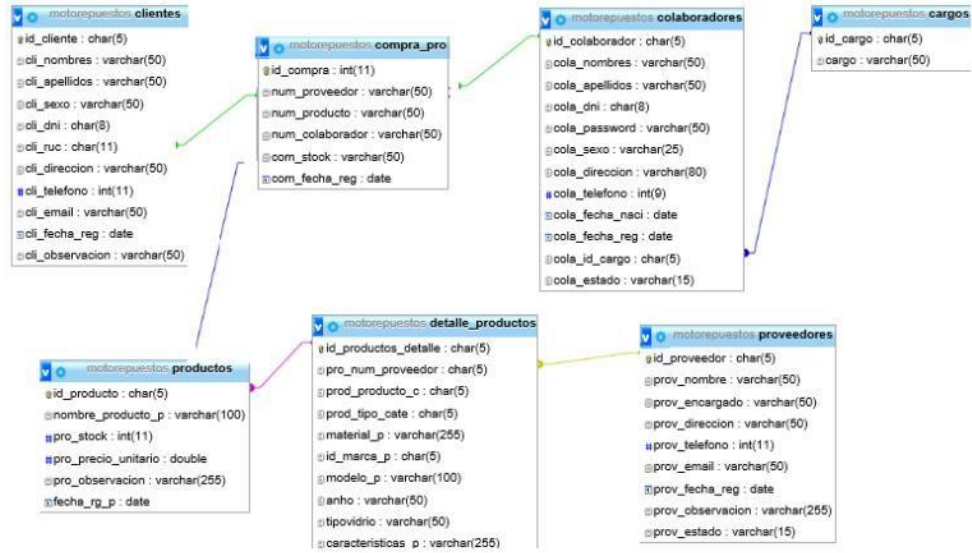 motorepuestos clientes
id_cliente : char(5)
cli_nombres : varchar(50)
cli_apellidos : varchar(50)
cli_sexo : varchar(50)
cli_dni : char(8)
cli_ruc : char(11)
cli_direccion : varchar(50)
cli_telefono : int(11)
cli_email : varchar(50)
cli_fecha_reg : date
cli_observacion : varchar(50)
motorepuestos compra_pro
id_compra : int(11)
num_proveedor : varchar(50)
num_producto : varchar(50)
num_colaborador : varchar(50)
com_stock : varchar(50)
com_fecha_reg : date
motorepuestos colaboradores
id_colaborador : char(5)
cola_nombres : varchar(50)
cola_apellidos : varchar(50)
cola_dni : char(8)
cola_password : varchar(50)
cola_sexo : varchar(25)
cola_direccion : varchar(80)
cola_telefono : int(9)
cola_fecha_naci : date
cola_fecha_reg : date
cola_id_cargo : char(5)
cola_estado : varchar(15)
motorepuestos cargos
id_cargo : char(5)
cargo : varchar(50)
motorepuestos productos
id_producto : char(5)
nombre_producto_p : varchar(100)
pro_stock : int(11)
pro_precio_unitario : double
pro_observacion : varchar(255)
fecha_rg_p : date
motorepuestos detalle_productos
id_productos_detalle : char(5)
pro_num_proveedor : char(5)
prod_producto_c : char(5)
prod_tipo_cate : char(5)
material_p : varchar(255)
id_marca_p : char(5)
modelo_p : varchar(100)
anho : varchar(50)
tipovidrio : varchar(50)
caracteristicas_p : varchar(255)
motorepuestos proveedores
id_proveedor : char(5)
prov_nombre : varchar(50)
prov_encargado : varchar(50)
prov_direccion : varchar(50)
prov_telefono : int(11)
prov_email : varchar(50)
prov_fecha_reg : date
prov_observacion : varchar(255)
prov_estado : varchar(15)